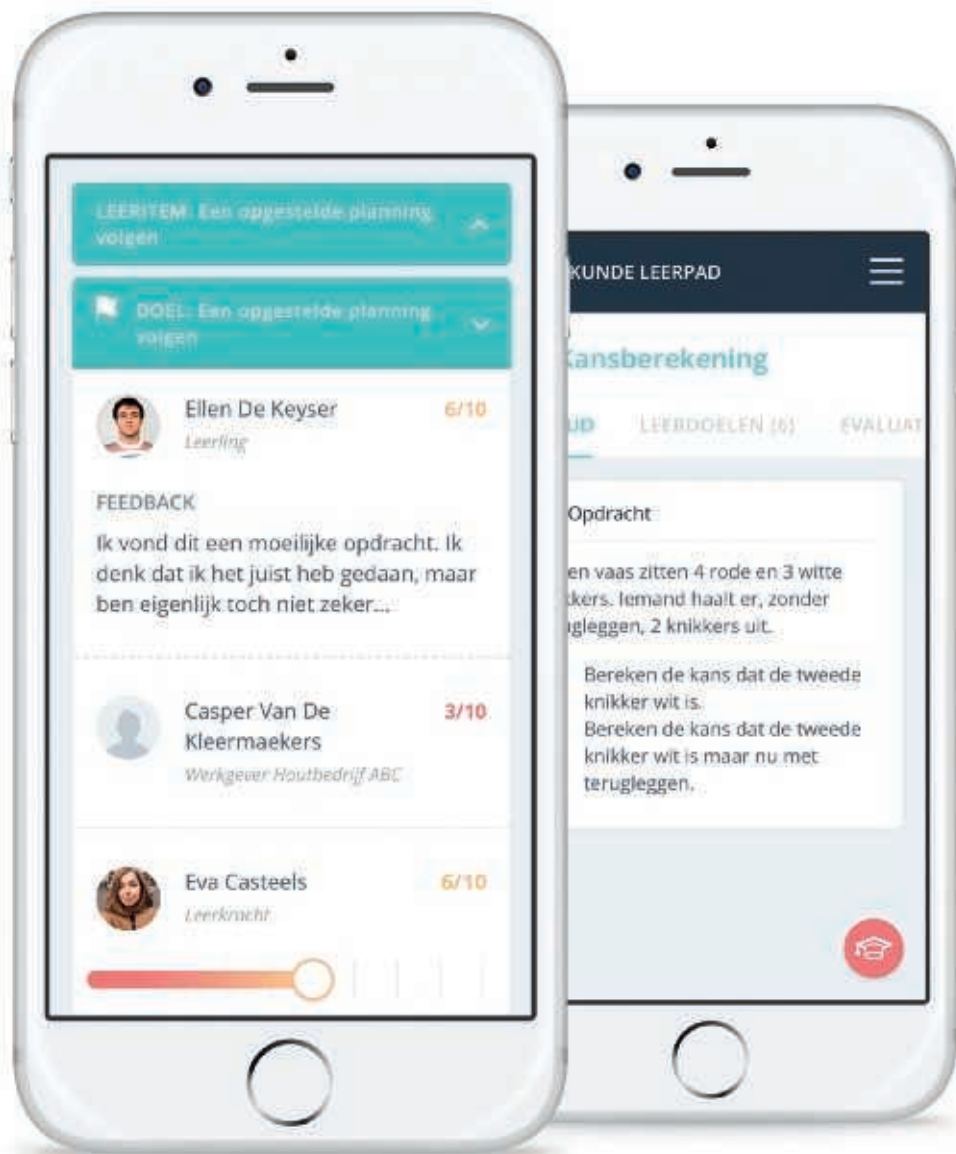 LEERITEM: Een opgestelde planning
volgen
DOEL: Een opgestelde planning
volgen
Ellen De Keyser 6/10
Leerling
FEEDBACK
Ik vond dit een moeilijke opdracht. Ik
denk dat ik het juist heb gedaan, maar
ben eigenlijk toch niet zeker...
Casper Van De 3/10
Kleermaekers
Werkgever Houtbedrijf ABC
Eva Casteels 6/10
Leerkracht
KUNDE LEERPAD
Kansberekening
UD LEERDOELEN (6) EVALUAT
Opdracht
en vaas zitten 4 rode en 3 witte
kkers. Iemand haalt er, zonder
ugleggen, 2 knikkers uit.
Bereken de kans dat de tweede
knikker wit is.
Bereken de kans dat de tweede
knikker wit is maar nu met
terugleggen.